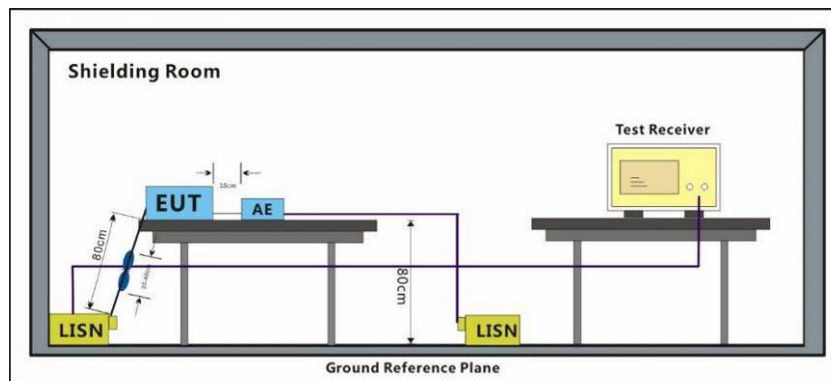 Shielding Room
Test Receiver
10cm
EUT
AE
80cm
80cm
LISN
LISN
Ground Reference Plane